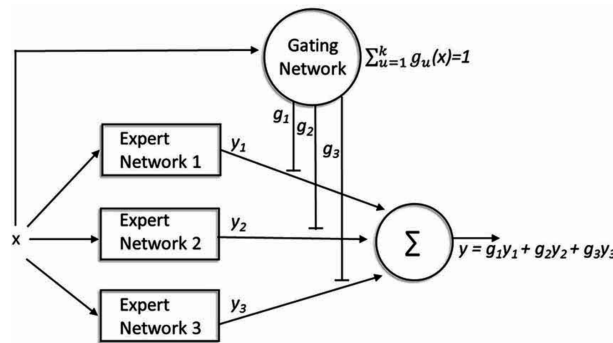 Gating
Network
∑ᵏᵤ₌₁ gᵤ(x)=1
g₁
g₂
g₃
Expert
Network 1
y₁
x
Expert
Network 2
y₂
∑
y = g₁y₁ + g₂y₂ + g₃y₃
Expert
Network 3
y₃